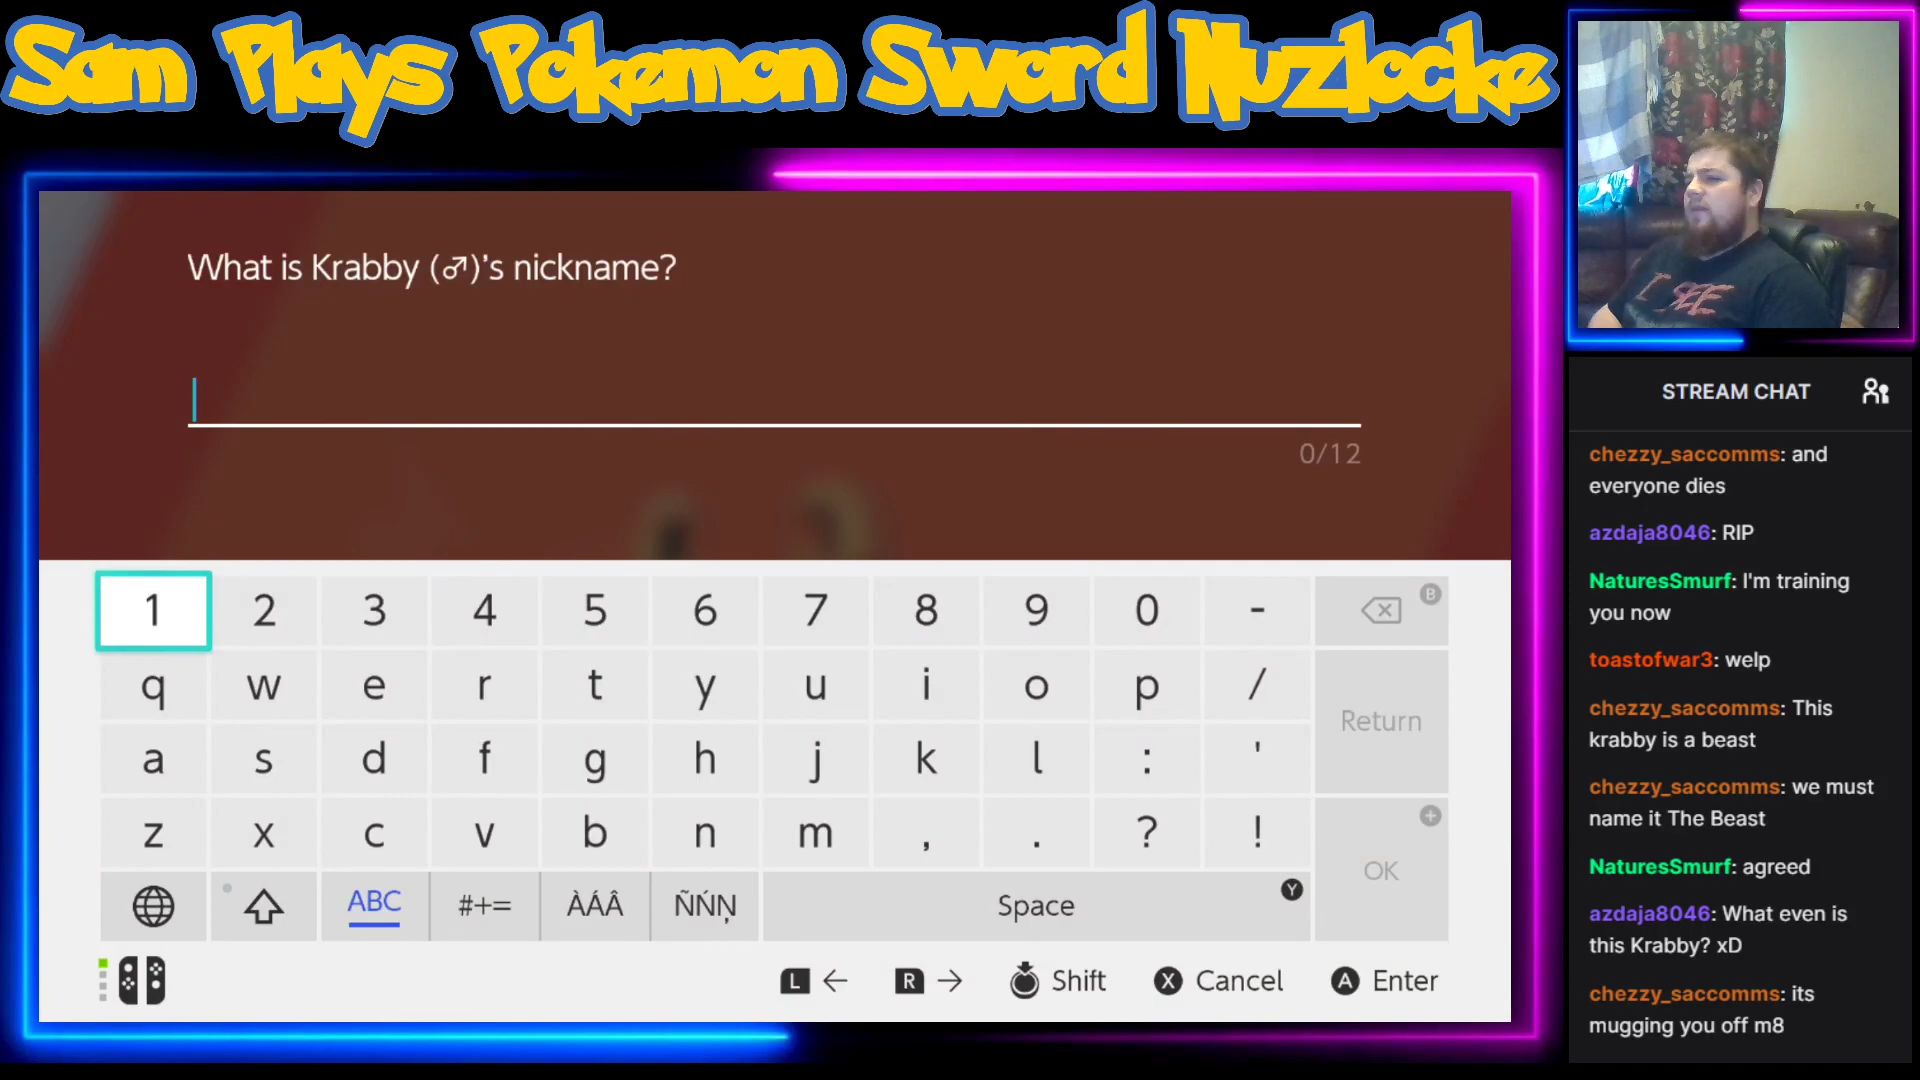 Sam Plays Pokemon Sword Nuzlocke
What is Krabby (♂)'s nickname?
0/12
1 2 3 4 5 6 7 8 9 0 - B
q w e r t y u i o p /
Return
a s d f g h j k l : '
z x c v b n m , . ? ! +
OK
ABC #+= ÀÁÂ ÑŃŅ Space Y
L ← R → Shift X Cancel A Enter
I SEE
STREAM CHAT
chezzy_saccomms: and
everyone dies
azdaja8046: RIP
NaturesSmurf: I'm training
you now
toastofwar3: welp
chezzy_saccomms: This
krabby is a beast
chezzy_saccomms: we must
name it The Beast
NaturesSmurf: agreed
azdaja8046: What even is
this Krabby? xD
chezzy_saccomms: its
mugging you off m8